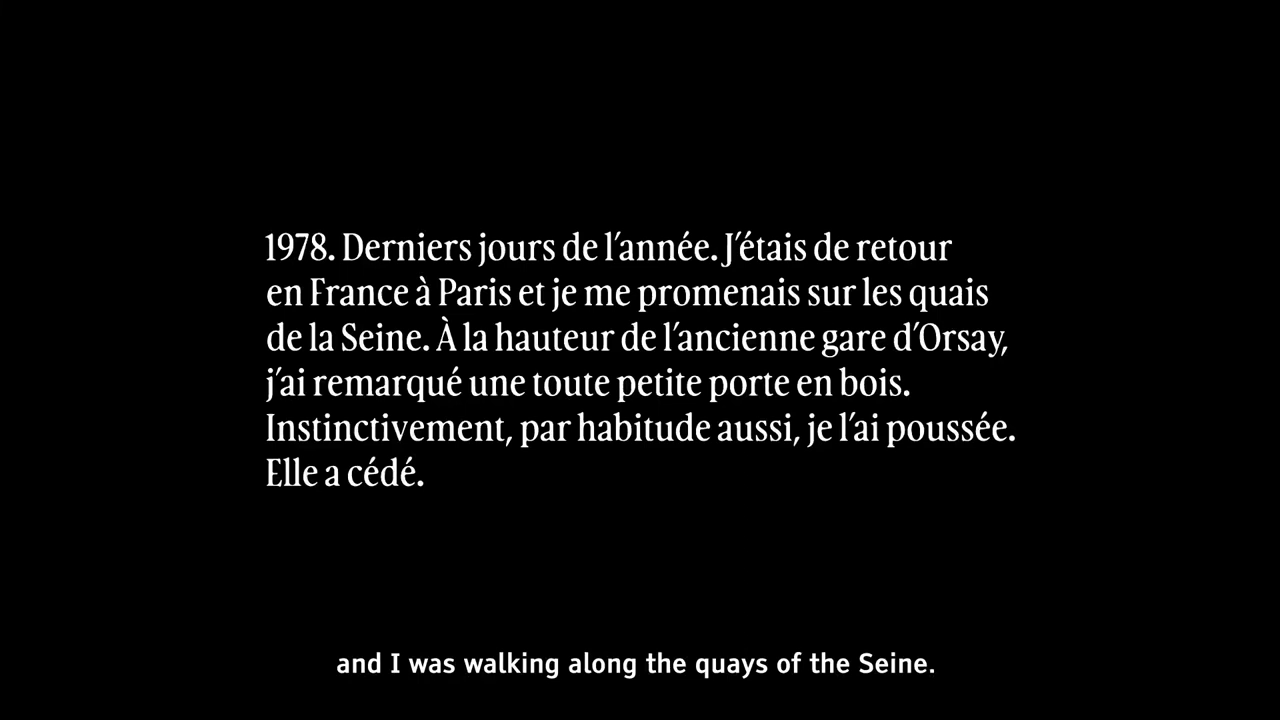 1978. Derniers jours de l’année. J’étais de retour
en France à Paris et je me promenais sur les quais
de la Seine. À la hauteur de l’ancienne gare d’Orsay,
j’ai remarqué une toute petite porte en bois.
Instinctivement, par habitude aussi, je l’ai poussée.
Elle a cédé.
and I was walking along the quays of the Seine.